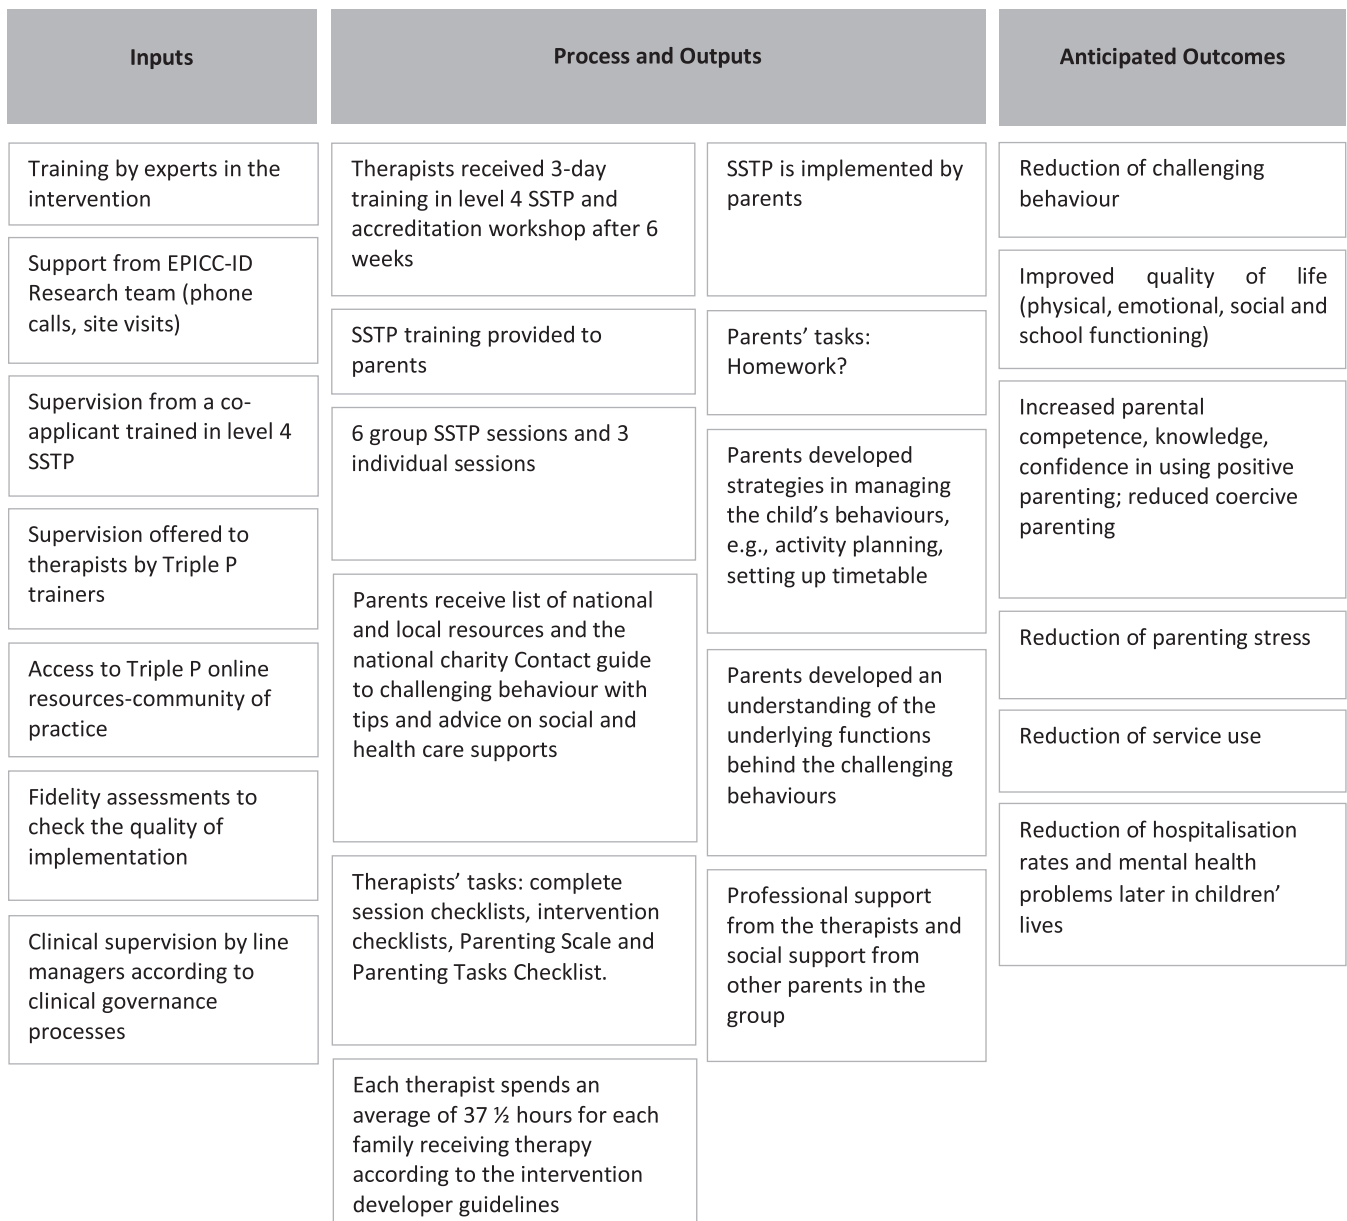 Inputs
Process and Outputs
Anticipated Outcomes
Training by experts in the
intervention
Support from EPICC-ID
Research team (phone
calls, site visits)
Supervision from a co-
applicant trained in level 4
SSTP
Supervision offered to
therapists by Triple P
trainers
Access to Triple P online
resources-community of
practice
Fidelity assessments to
check the quality of
implementation
Clinical supervision by line
managers according to
clinical governance
processes
Therapists received 3-day
training in level 4 SSTP and
accreditation workshop after 6
weeks
SSTP training provided to
parents
6 group SSTP sessions and 3
individual sessions
Parents receive list of national
and local resources and the
national charity Contact guide
to challenging behaviour with
tips and advice on social and
health care supports
Therapists’ tasks: complete
session checklists, intervention
checklists, Parenting Scale and
Parenting Tasks Checklist.
Each therapist spends an
average of 37 ½ hours for each
family receiving therapy
according to the intervention
developer guidelines
SSTP is implemented by
parents
Parents’ tasks:
Homework?
Parents developed
strategies in managing
the child’s behaviours,
e.g., activity planning,
setting up timetable
Parents developed an
understanding of the
underlying functions
behind the challenging
behaviours
Professional support
from the therapists and
social support from
other parents in the
group
Reduction of challenging
behaviour
Improved quality of life
(physical, emotional, social and
school functioning)
Increased parental
competence, knowledge,
confidence in using positive
parenting; reduced coercive
parenting
Reduction of parenting stress
Reduction of service use
Reduction of hospitalisation
rates and mental health
problems later in children’
lives